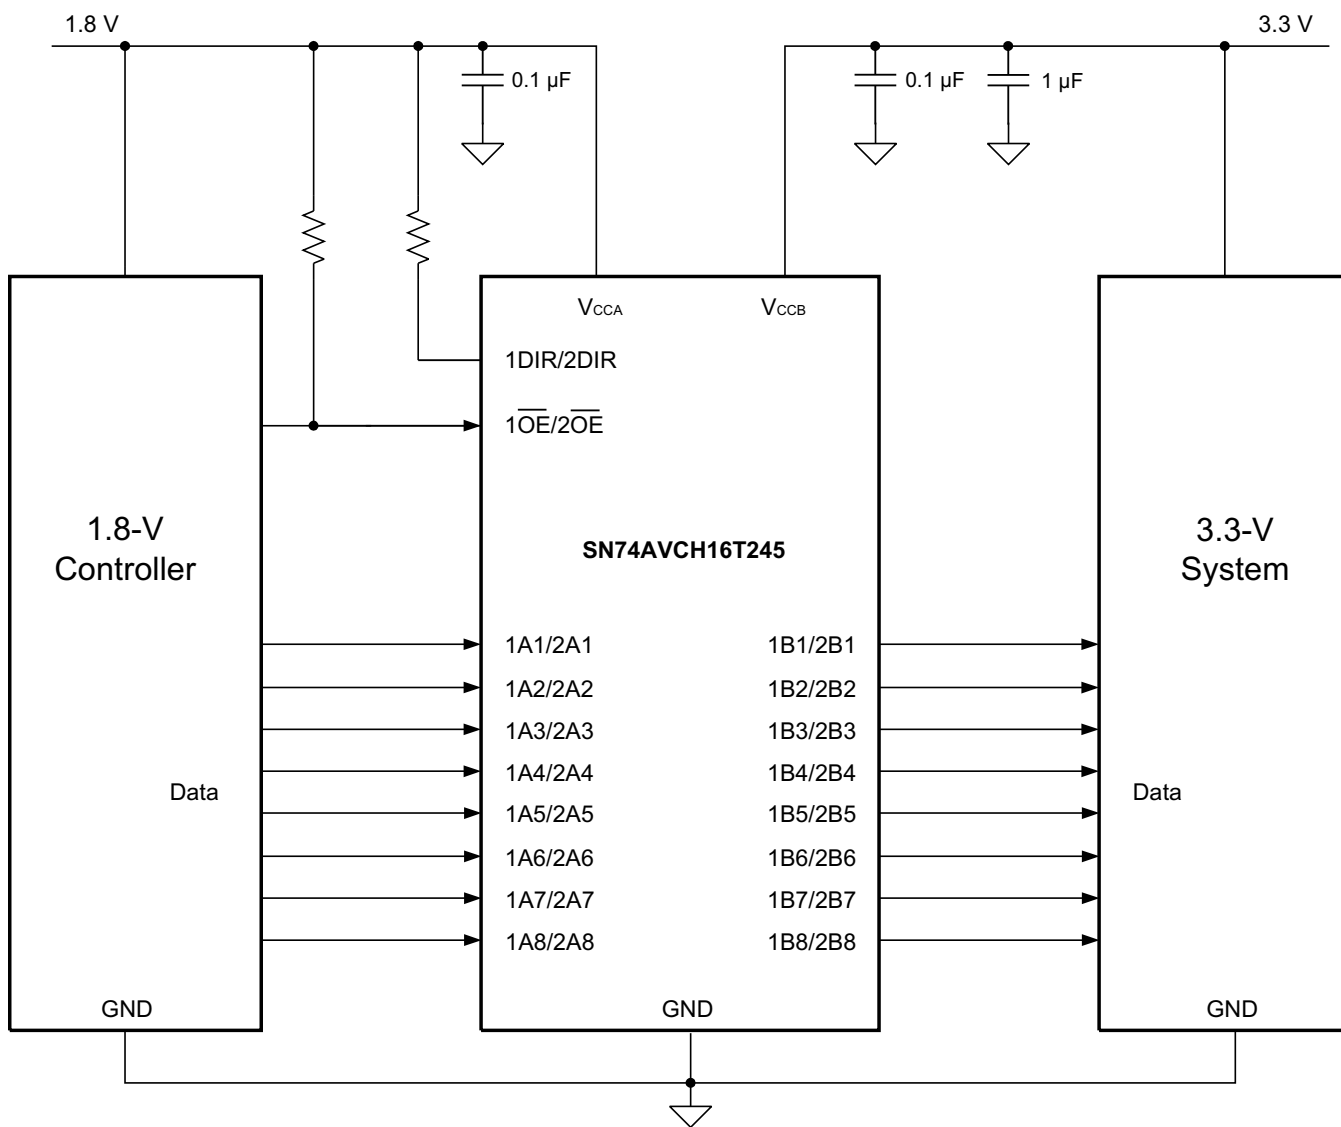 1.8 V
3.3 V
0.1 µF
0.1 µF
1 µF
VCCA
VCCB
1DIR/2DIR
1O̅E̅/2O̅E̅
1.8-V
Controller
SN74AVCH16T245
3.3-V
System
1A1/2A1
1B1/2B1
1A2/2A2
1B2/2B2
1A3/2A3
1B3/2B3
1A4/2A4
1B4/2B4
Data
Data
1A5/2A5
1B5/2B5
1A6/2A6
1B6/2B6
1A7/2A7
1B7/2B7
1A8/2A8
1B8/2B8
GND
GND
GND